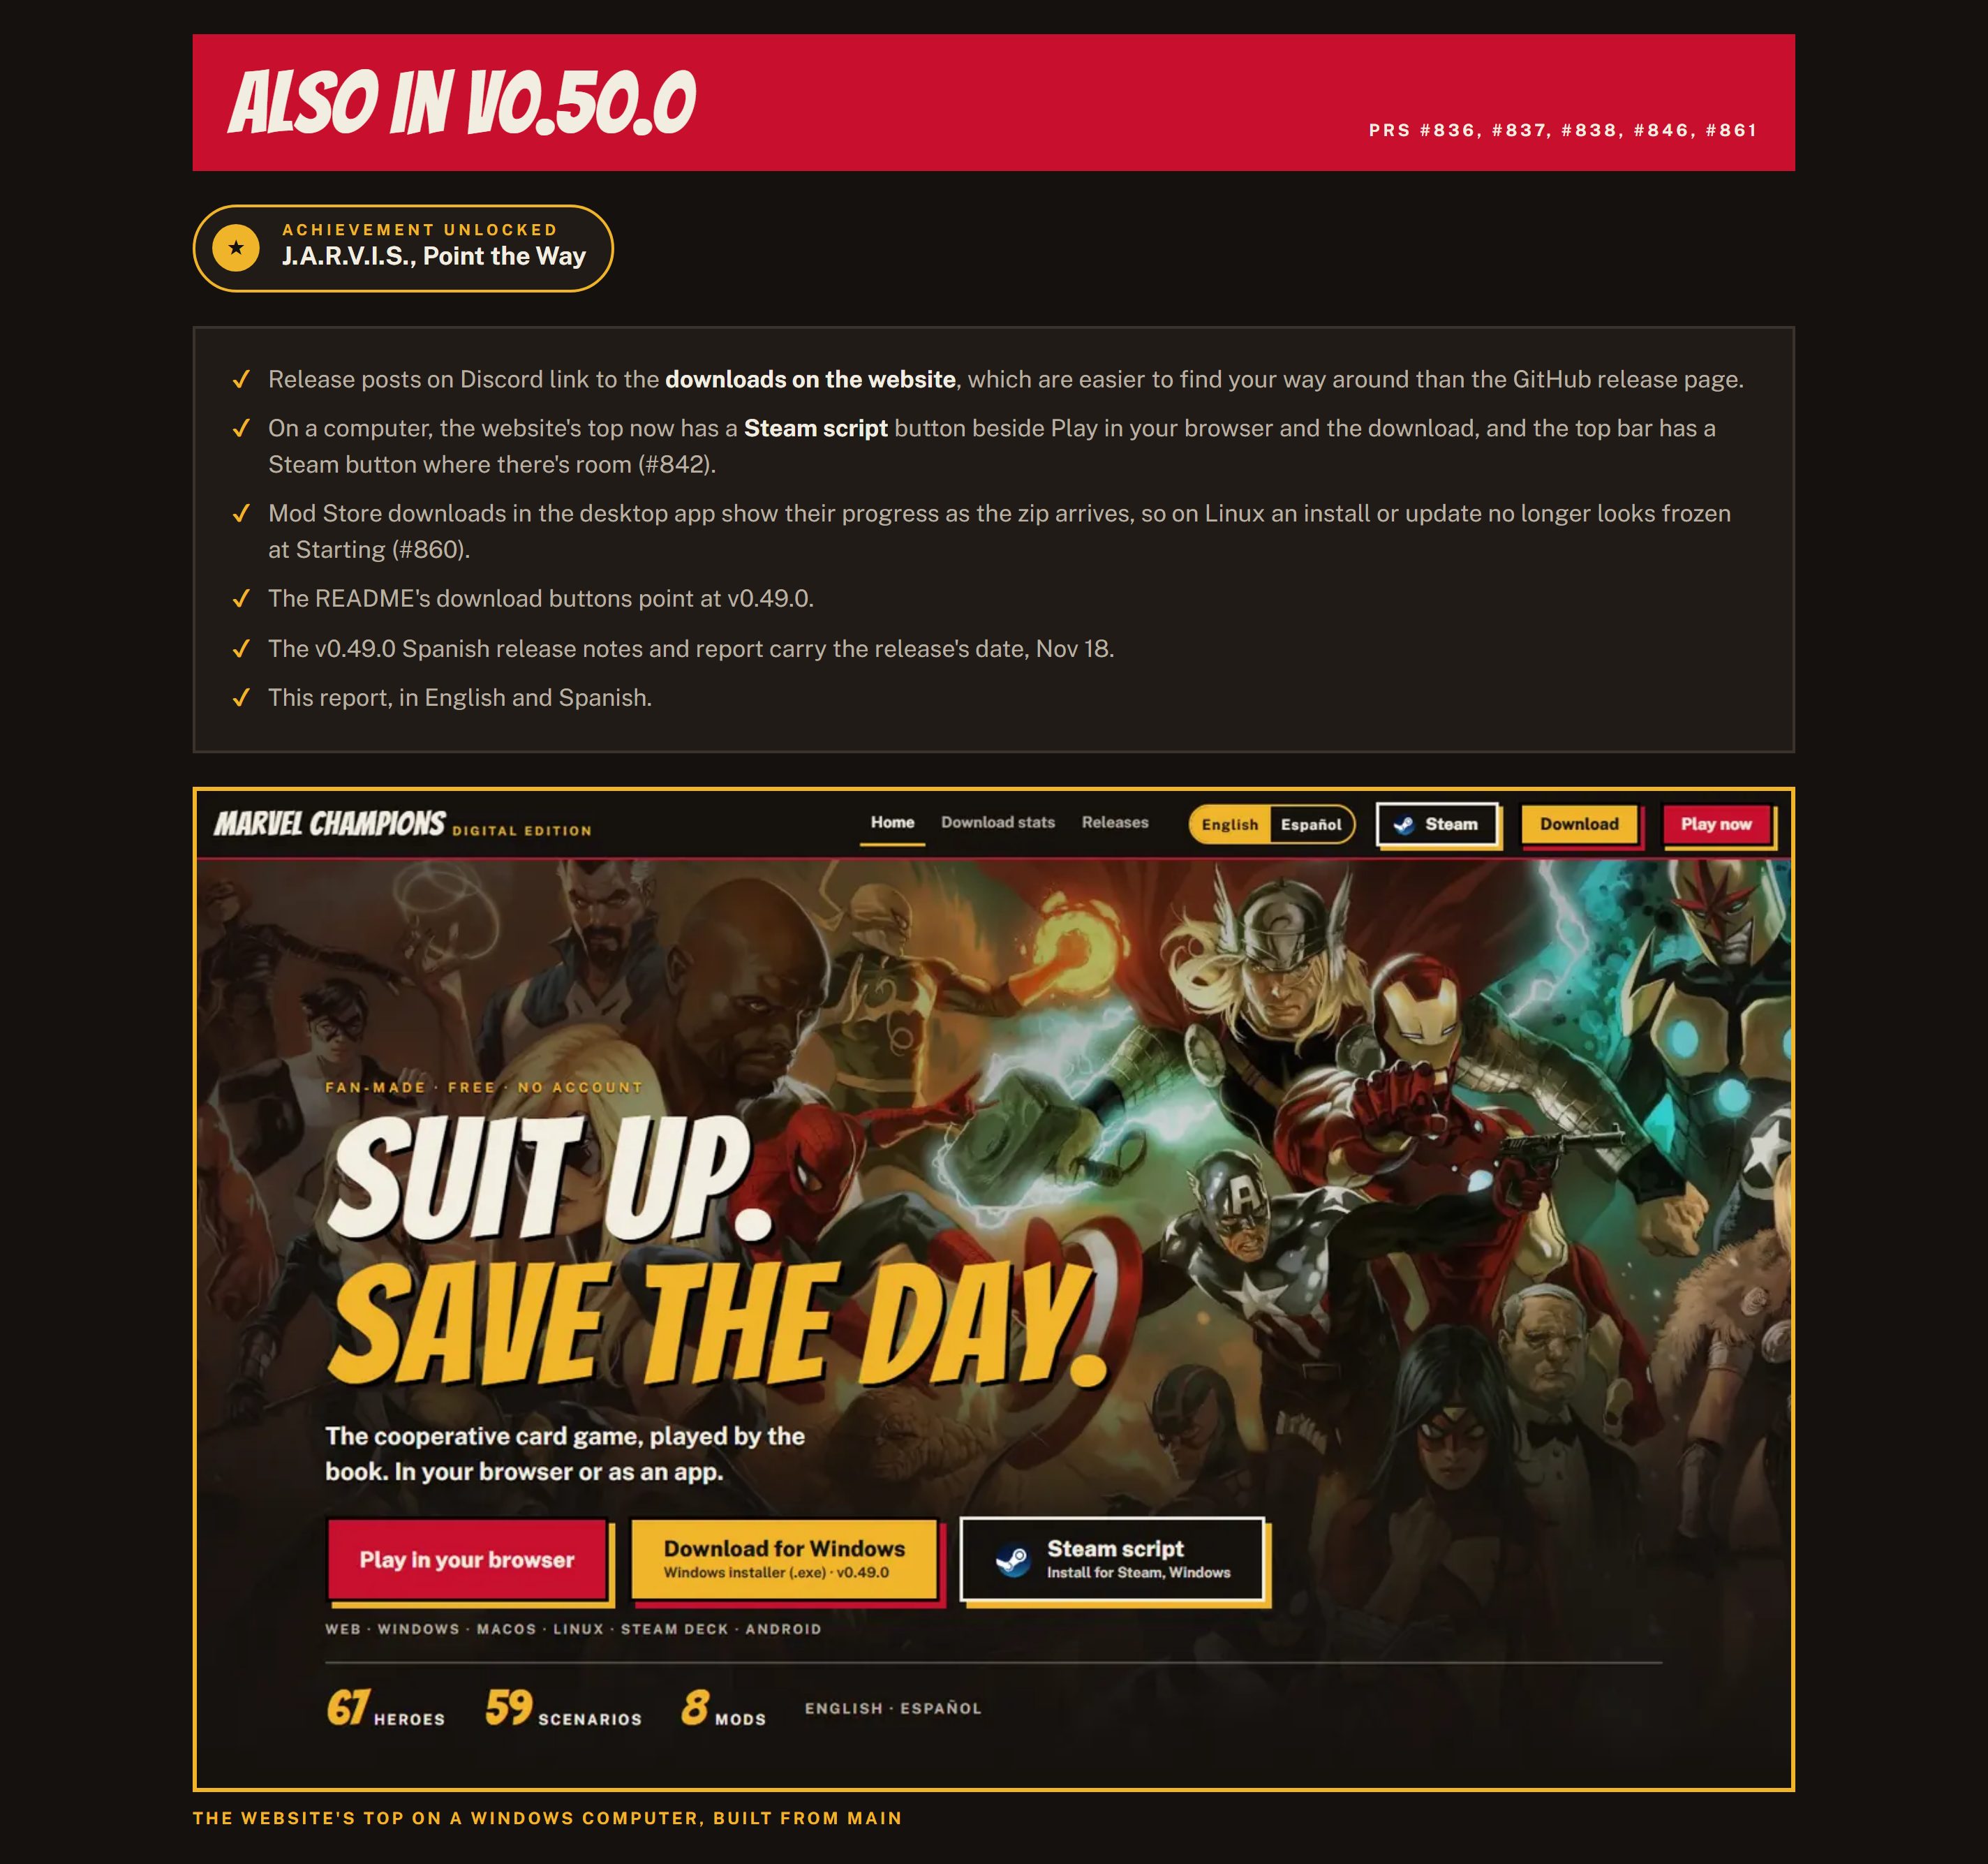 ALSO IN V0.50.0
PRS #836, #837, #838, #846, #861
ACHIEVEMENT UNLOCKED
J.A.R.V.I.S., Point the Way
Release posts on Discord link to the downloads on the website, which are easier to find your way around than the GitHub release page.
On a computer, the website's top now has a Steam script button beside Play in your browser and the download, and the top bar has a
Steam button where there's room (#842).
Mod Store downloads in the desktop app show their progress as the zip arrives, so on Linux an install or update no longer looks frozen
at Starting (#860).
The README's download buttons point at v0.49.0.
The v0.49.0 Spanish release notes and report carry the release's date, Nov 18.
This report, in English and Spanish.
MARVEL CHAMPIONS DIGITAL EDITION
Home Download stats Releases English Español Steam Download Play now
FAN-MADE · FREE · NO ACCOUNT
SUIT UP.
SAVE THE DAY.
The cooperative card game, played by the
book. In your browser or as an app.
Play in your browser
Download for Windows
Windows installer (.exe) · v0.49.0
Steam script
Install for Steam, Windows
WEB · WINDOWS · MACOS · LINUX · STEAM DECK · ANDROID
67 HEROES 59 SCENARIOS 8 MODS ENGLISH · ESPAÑOL
THE WEBSITE'S TOP ON A WINDOWS COMPUTER, BUILT FROM MAIN